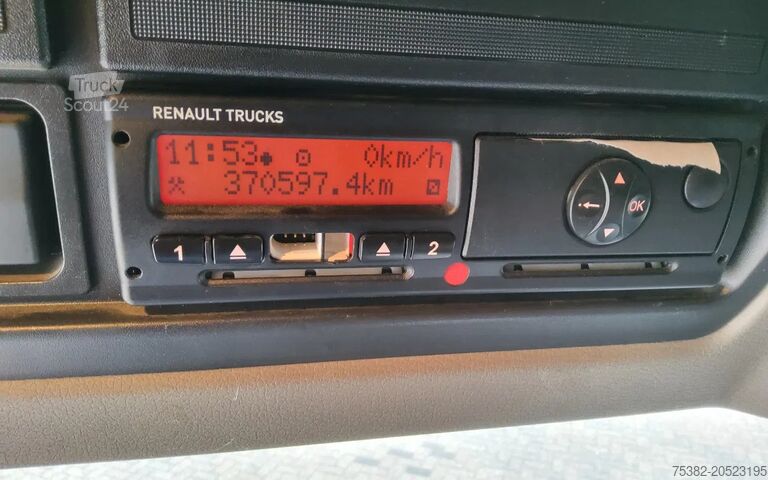 Truck
Scout24
RENAULT TRUCKS
11:53 0km/h
370597.4km
1 2
OK
75382-20523195